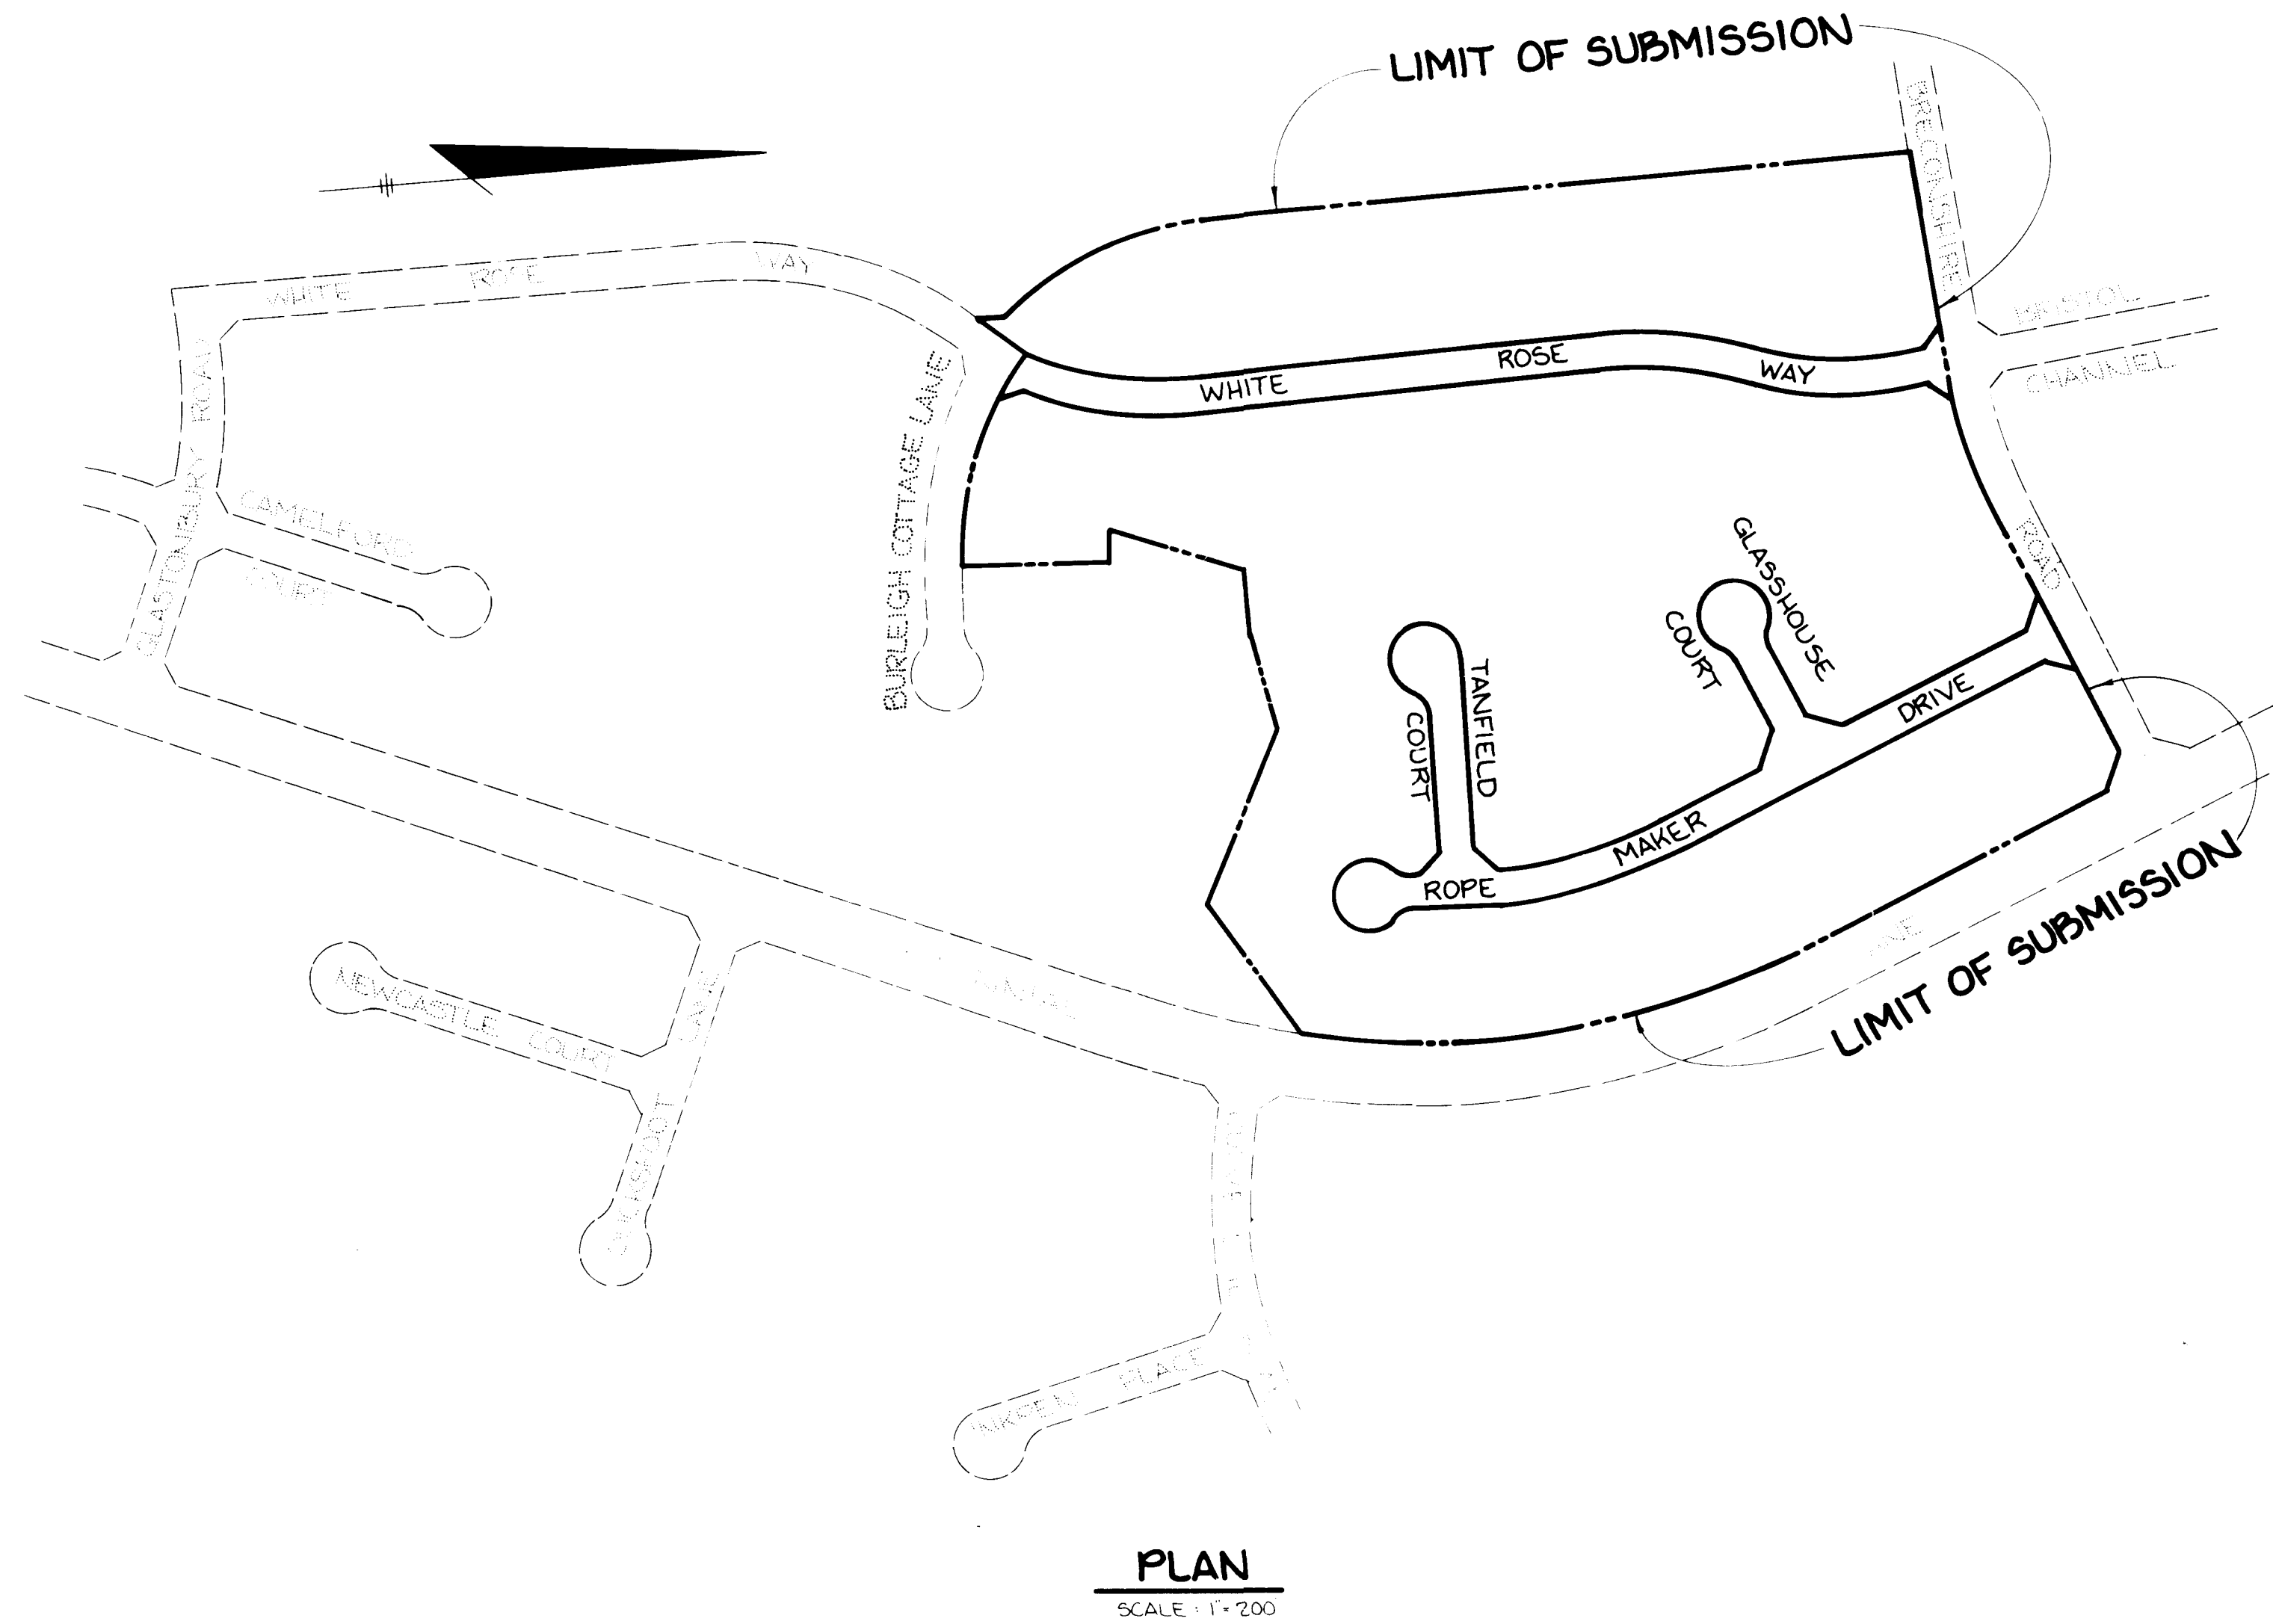 LIMIT OF SUBMISSION
BRECONSHIRE
ROAD
BRISTOL
CHANNEL
WHITE ROSE WAY
WHITE ROSE WAY
GLASTONBURY ROAD
CAMELFORD
COURT
BURLEIGH COTTAGE LANE
GLASSHOUSE
COURT
TANFIELD
COURT
ROPE MAKER DRIVE
LIMIT OF SUBMISSION
NEWCASTLE COURT
LANE
INKPEN PLACE
PLAN
SCALE : 1" = 200'